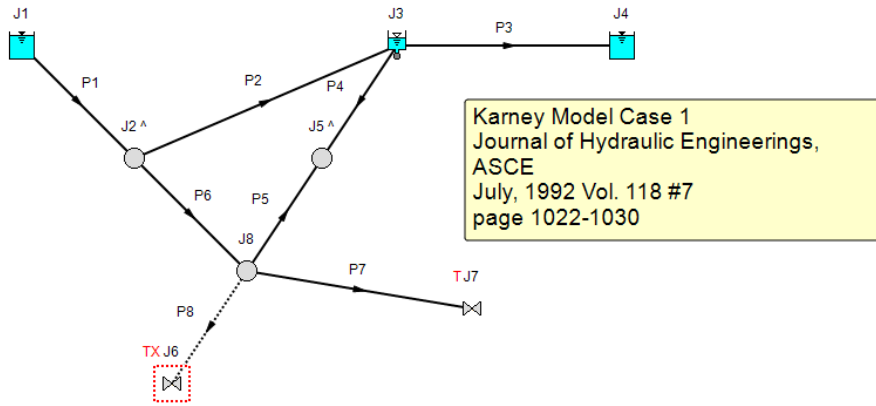 J1
J3
J4
P3
P1
P2
P4
J2 ^
J5 ^
Karney Model Case 1
Journal of Hydraulic Engineerings,
ASCE
July, 1992 Vol. 118 #7
page 1022-1030
P6
P5
J8
P7
T J7
P8
TX J6